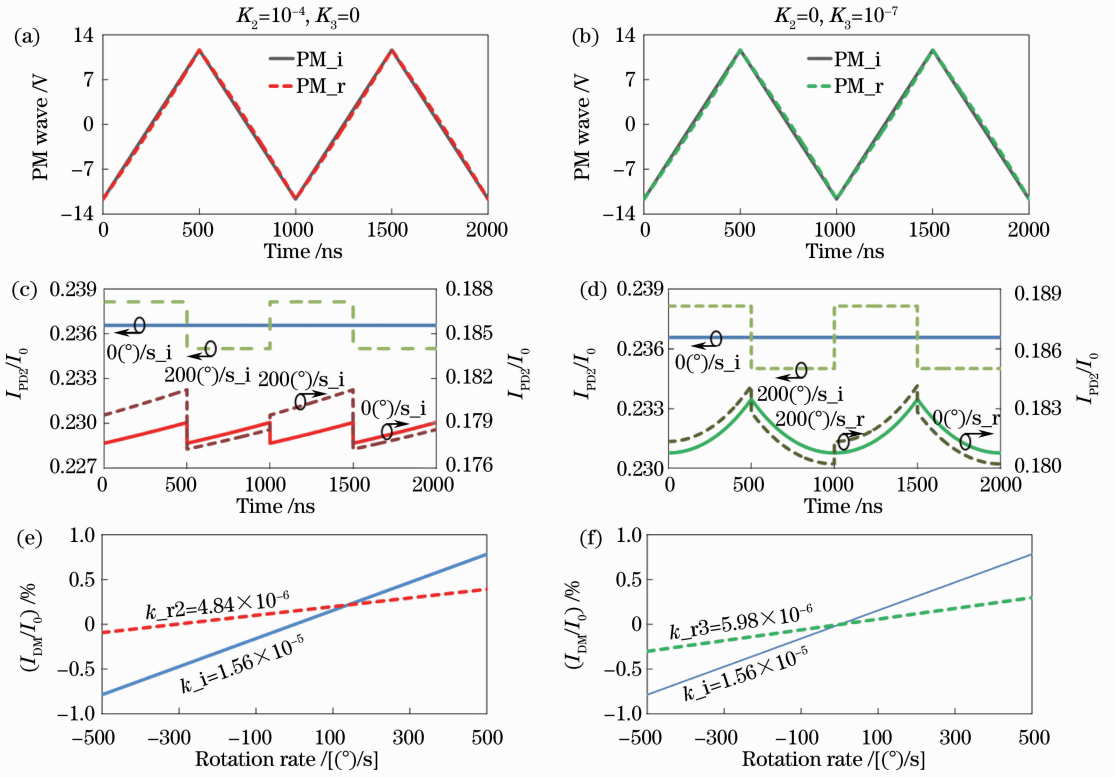 K₂=10⁻⁴, K₃=0
K₂=0, K₃=10⁻⁷
(a)
14
7
0
−7
−14
PM wave /V
PM_i
PM_r
0 500 1000 1500 2000
Time /ns
(b)
14
7
0
−7
−14
PM wave /V
PM_i
PM_r
0 500 1000 1500 2000
Time /ns
(c)
0.239
0.236
0.233
0.230
0.227
I_PD2/I₀
0.188
0.185
0.182
0.179
0.176
I_PD2/I₀
0(°)/s_i
200(°)/s_i
200(°)/s_i
0(°)/s_i
0 500 1000 1500 2000
Time /ns
(d)
0.239
0.236
0.233
0.230
I_PD2/I₀
0.189
0.186
0.183
0.180
I_PD2/I₀
0(°)/s_i
200(°)/s_i
200(°)/s_r
0(°)/s_r
0 500 1000 1500 2000
Time /ns
(e)
1.0
0.5
0
−0.5
−1.0
(I_DM/I₀) /%
k_r2=4.84×10⁻⁶
k_i=1.56×10⁻⁵
−500 −300 −100 100 300 500
Rotation rate /[(°)/s]
(f)
1.0
0.5
0
−0.5
−1.0
(I_DM/I₀) /%
k_r3=5.98×10⁻⁶
k_i=1.56×10⁻⁵
−500 −300 −100 100 300 500
Rotation rate /[(°)/s]